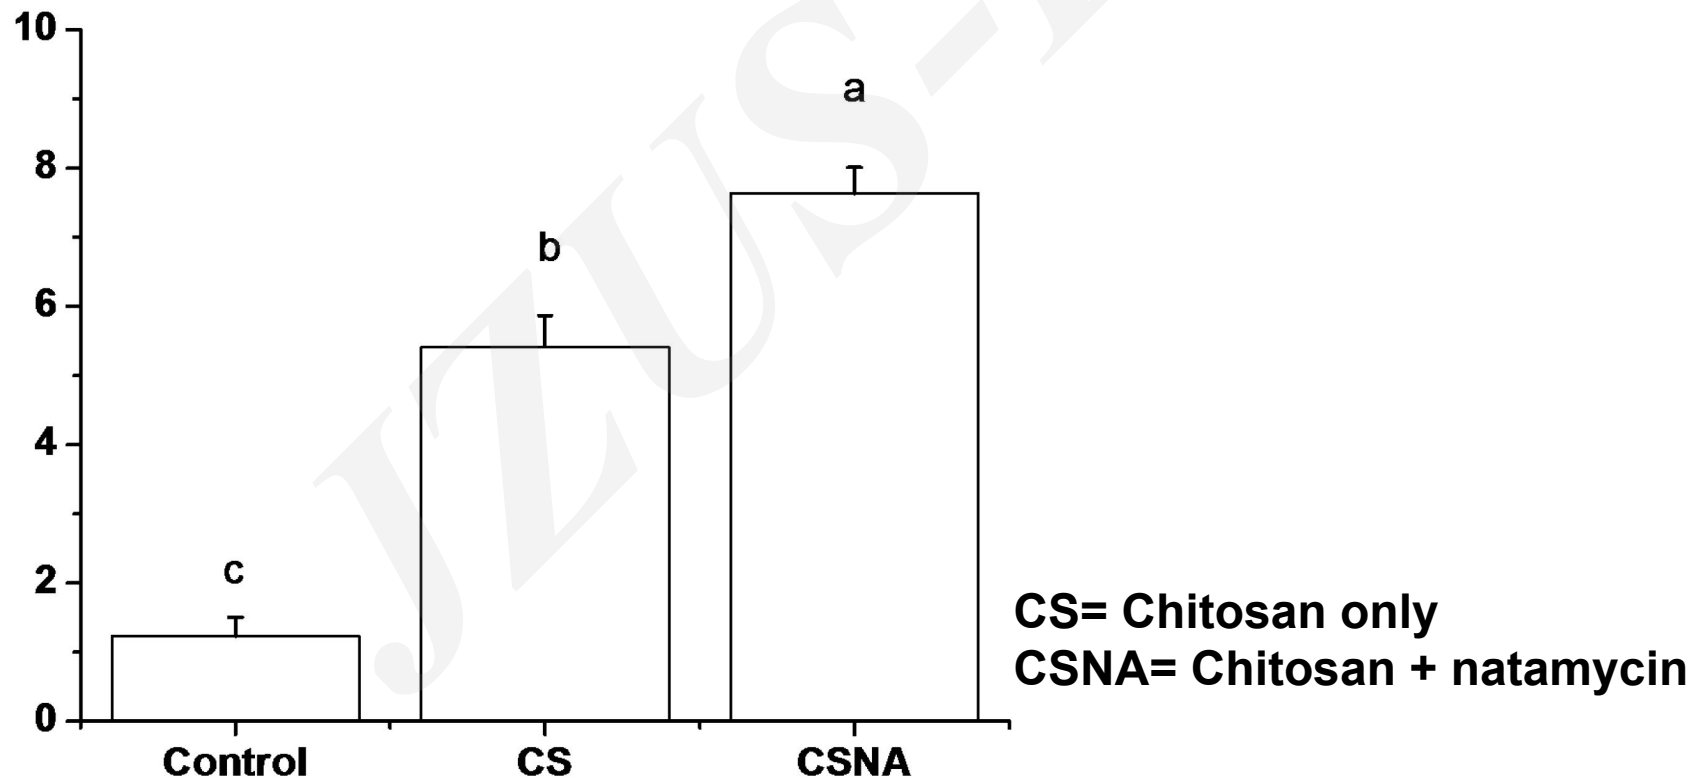 10
a
8
b
6
4
c
2
CS= Chitosan only
CSNA= Chitosan + natamycin
0
Control CS CSNA
JZUS-